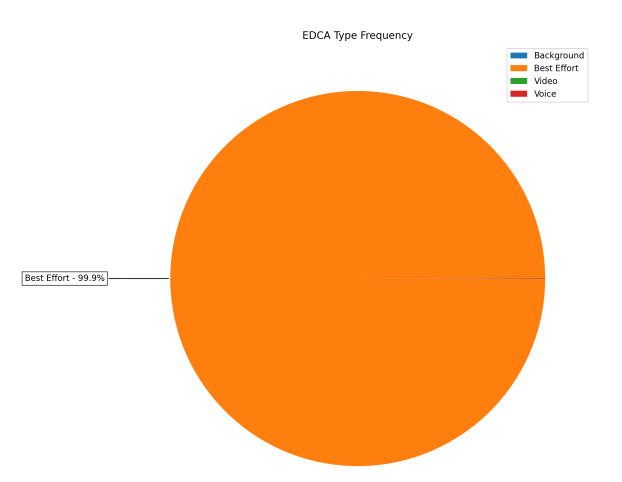 EDCA Type Frequency
Background
Best Effort
Video
Voice
Best Effort - 99.9%